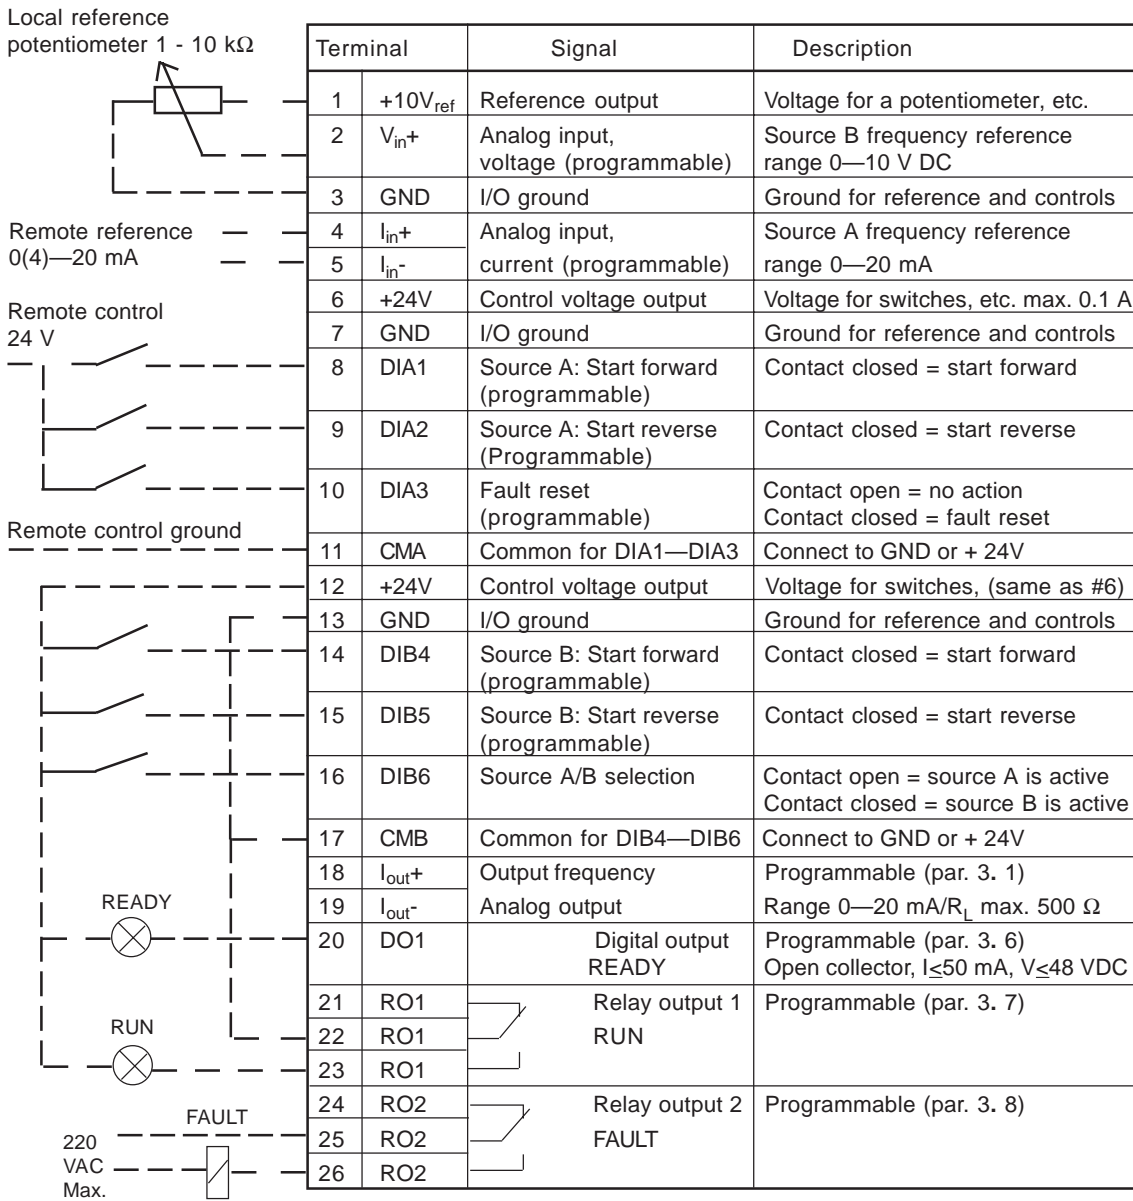 Local reference
potentiometer 1 - 10 kΩ
Terminal Signal Description
1 +10Vref Reference output Voltage for a potentiometer, etc.
2 Vin+ Analog input, Source B frequency reference
voltage (programmable) range 0—10 V DC
3 GND I/O ground Ground for reference and controls
Remote reference 4 Iin+ Analog input, Source A frequency reference
0(4)—20 mA 5 Iin- current (programmable) range 0—20 mA
6 +24V Control voltage output Voltage for switches, etc. max. 0.1 A
Remote control
24 V 7 GND I/O ground Ground for reference and controls
8 DIA1 Source A: Start forward Contact closed = start forward
(programmable)
9 DIA2 Source A: Start reverse Contact closed = start reverse
(Programmable)
10 DIA3 Fault reset Contact open = no action
(programmable) Contact closed = fault reset
Remote control ground
11 CMA Common for DIA1—DIA3 Connect to GND or + 24V
12 +24V Control voltage output Voltage for switches, (same as #6)
13 GND I/O ground Ground for reference and controls
14 DIB4 Source B: Start forward Contact closed = start forward
(programmable)
15 DIB5 Source B: Start reverse Contact closed = start reverse
(programmable)
16 DIB6 Source A/B selection Contact open = source A is active
Contact closed = source B is active
17 CMB Common for DIB4—DIB6 Connect to GND or + 24V
18 Iout+ Output frequency Programmable (par. 3. 1)
READY
19 Iout- Analog output Range 0—20 mA/RL max. 500 Ω
20 DO1 Digital output Programmable (par. 3. 6)
READY Open collector, I≤50 mA, V≤48 VDC
21 RO1 Relay output 1 Programmable (par. 3. 7)
RUN 22 RO1 RUN
23 RO1
24 RO2 Relay output 2 Programmable (par. 3. 8)
FAULT
220 25 RO2 FAULT
VAC 26 RO2
Max.